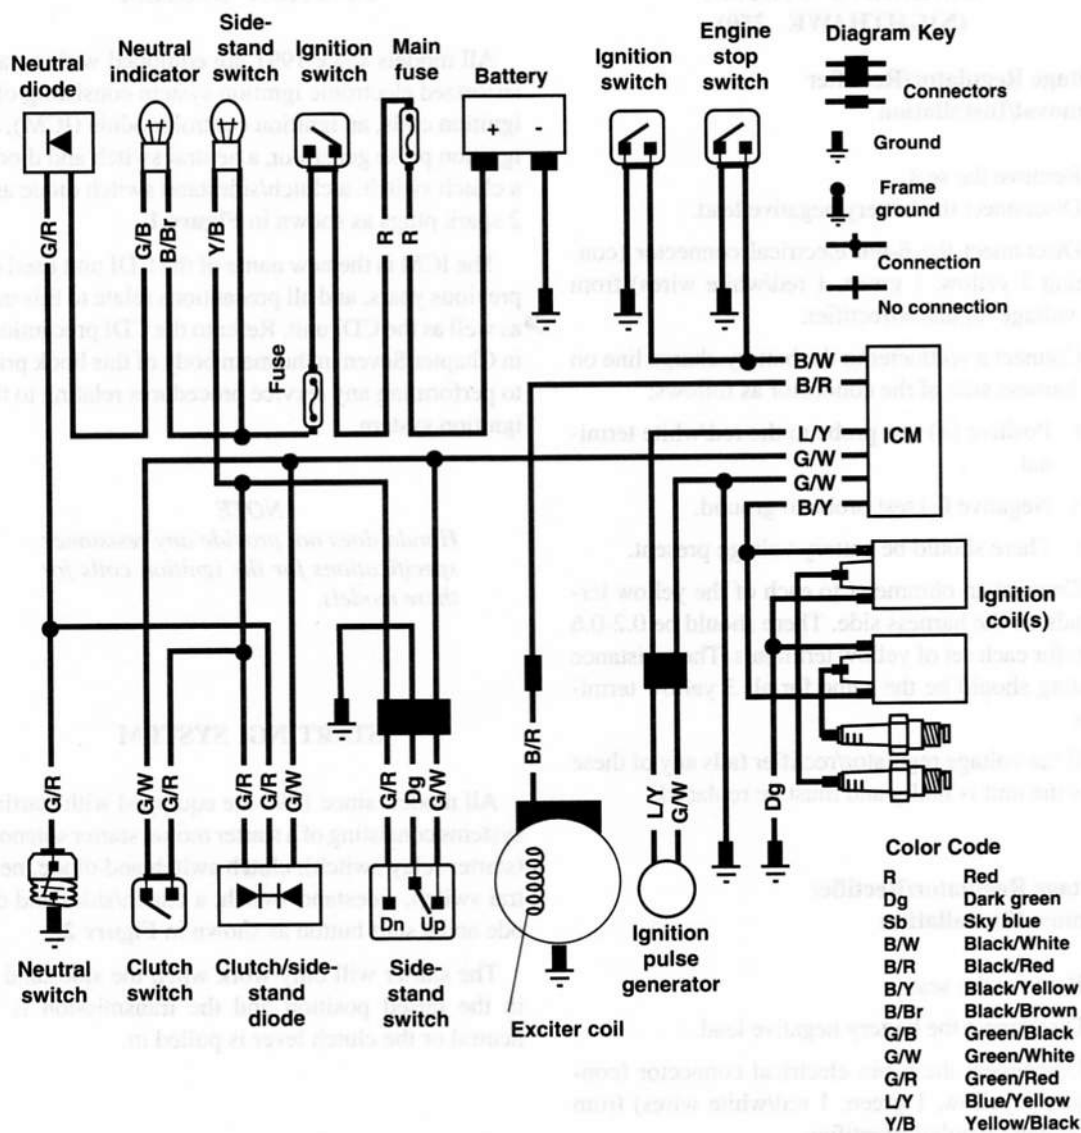 Neutral
diode
Neutral
indicator
Side-
stand
switch
Ignition
switch
Main
fuse
Battery
+ -
Ignition
switch
Engine
stop
switch
Diagram Key
Connectors
Ground
Frame
ground
Connection
No connection
G/R
G/B
B/Br
Y/B
R
R
Fuse
B/W
B/R
L/Y
G/W
G/W
B/Y
ICM
Ignition
coil(s)
G/R
G/W
G/R
G/R
G/R
G/W
G/R
Dg
G/W
B/R
L/Y
G/W
Dg
Dn Up
Neutral
switch
Clutch
switch
Clutch/side-
stand
diode
Side-
stand
switch
Exciter coil
Ignition
pulse
generator
Color Code
R Red
Dg Dark green
Sb Sky blue
B/W Black/White
B/R Black/Red
B/Y Black/Yellow
B/Br Black/Brown
G/B Green/Black
G/W Green/White
G/R Green/Red
L/Y Blue/Yellow
Y/B Yellow/Black